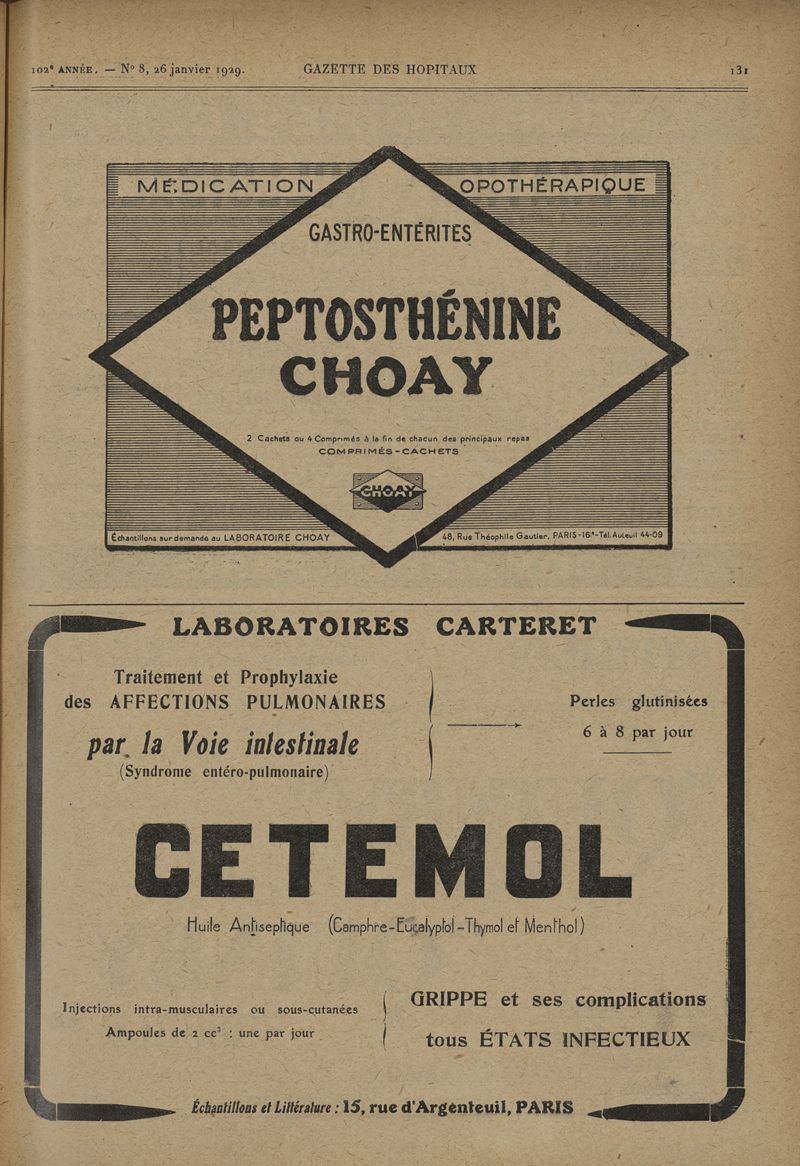 102e ANNÉE. — No 8, 26 janvier 1929. GAZETTE DES HOPITAUX 131
MÉDICATION OPOTHÉRAPIQUE
GASTRO-ENTÉRITES
PEPTOSTHÉNINE
CHOAY
2 Cachets ou 4 Comprimés à la fin de chacun des principaux repas
COMPRIMÉS-CACHETS
CHOAY
Échantillons sur demande au LABORATOIRE CHOAY 48, Rue Théophile Gautier, PARIS-16e-Tél. Auteuil 44-09
LABORATOIRES CARTERET
Traitement et Prophylaxie
des AFFECTIONS PULMONAIRES
par la Voie intestinale
(Syndrome entéro-pulmonaire)
Perles glutinisées
6 à 8 par jour
CETEMOL
Huile Antiseptique (Camphre-Eucalyptol-Thymol et Menthol)
Injections intra-musculaires ou sous-cutanées
Ampoules de 2 cc3 : une par jour
GRIPPE et ses complications
tous ÉTATS INFECTIEUX
Échantillons et Littérature : 15, rue d'Argenteuil, PARIS